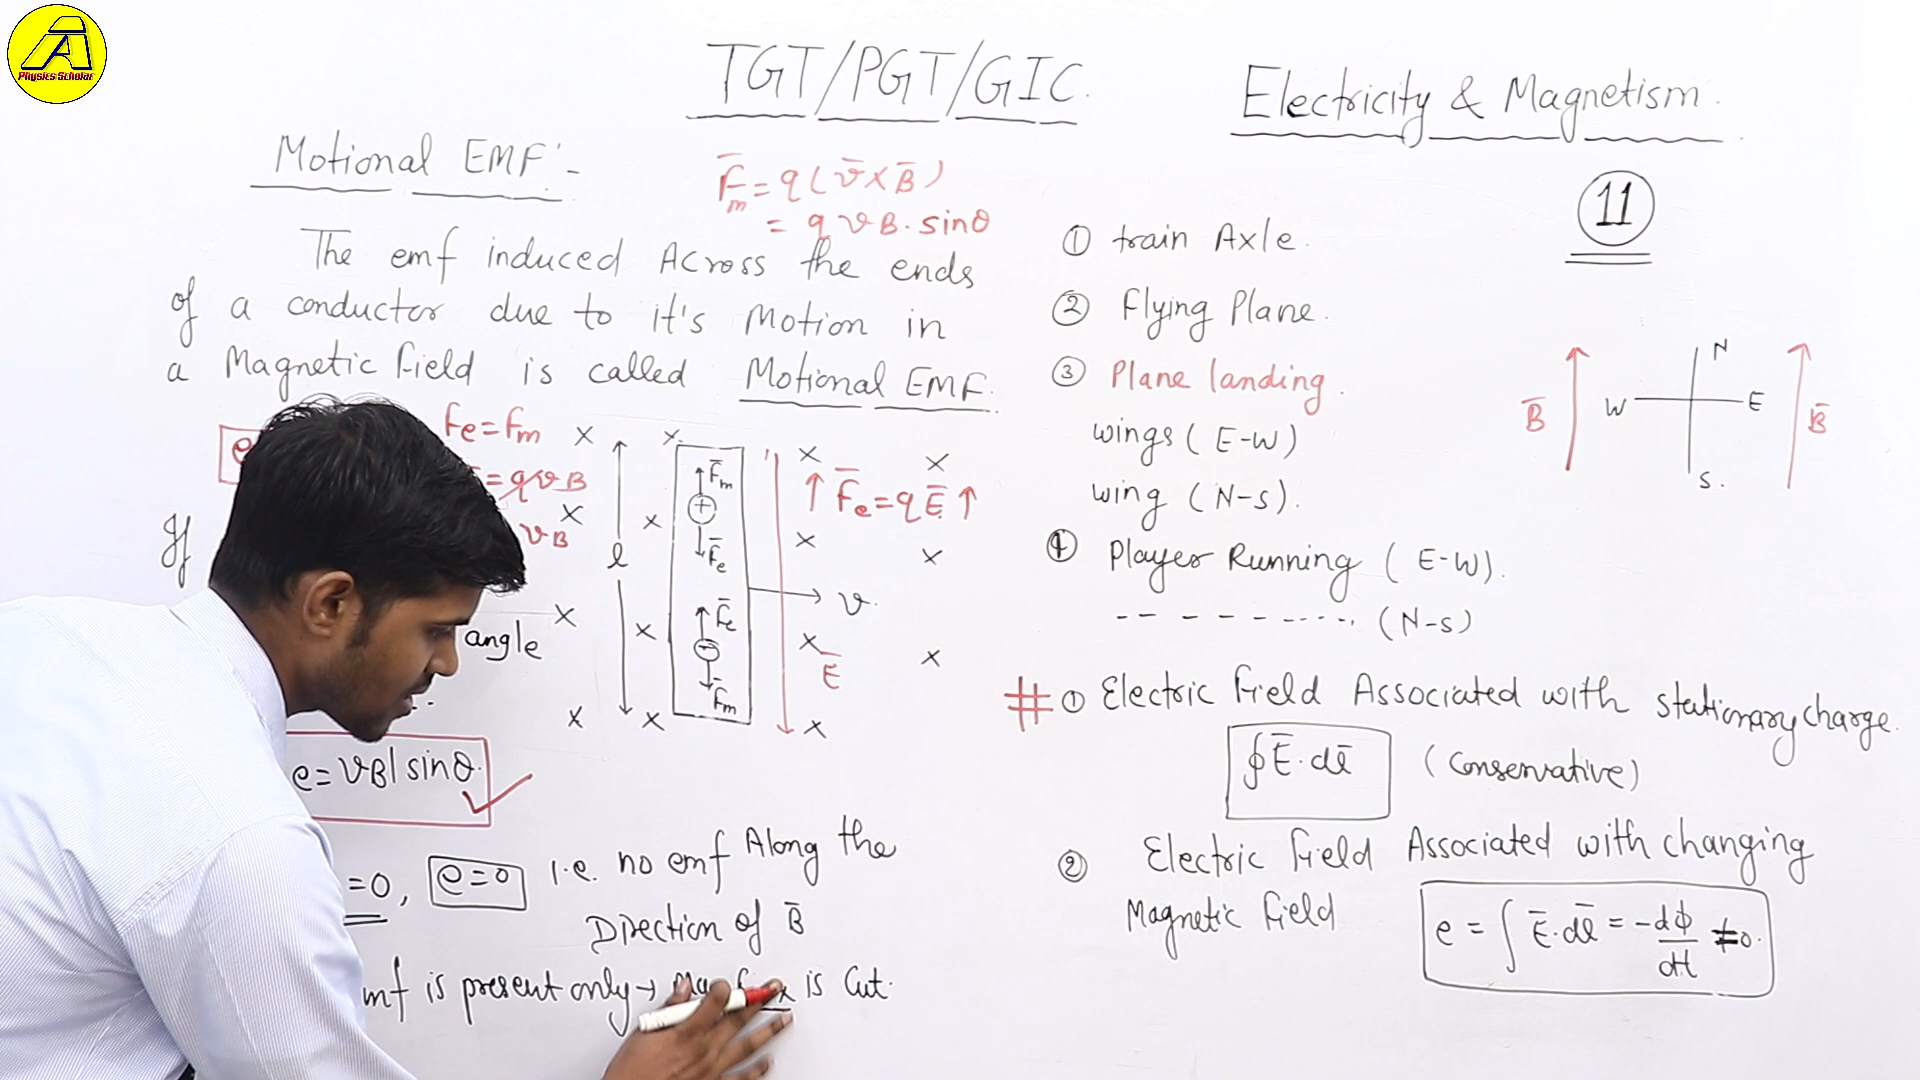 A
Physics Scholar
TGT/PGT/GIC.
Electricity & Magnetism.
11
Motional EMF:-
F̅m = q(v̅ × B̅)
= qvB. sinθ
The emf induced Across the ends
of a conductor due to it's Motion in
a Magnetic field is called Motional EMF.
e
Fe = Fm
= qvB
vB
If
angle
e = vBl sinθ.
=0, e=0 i.e. no emf Along the
Direction of B̅
mf is present only → is Cut.
l
F̅m
+
F̅e
F̅e
−
F̅m
v.
F̅e = qE̅
E̅
① train Axle.
② Flying Plane.
③ Plane landing.
wings (E-W)
wing (N-S).
④ Player Running (E-W).
-- - - - - ---., (N-S)
B̅
N
W
E
S.
B̅
# ① Electric Field Associated with stationary charge.
∮E̅.dl̅ (Conservative)
② Electric Field Associated with changing
Magnetic Field
e = ∫E̅.dl̅ = -dϕ/dt ≠0.